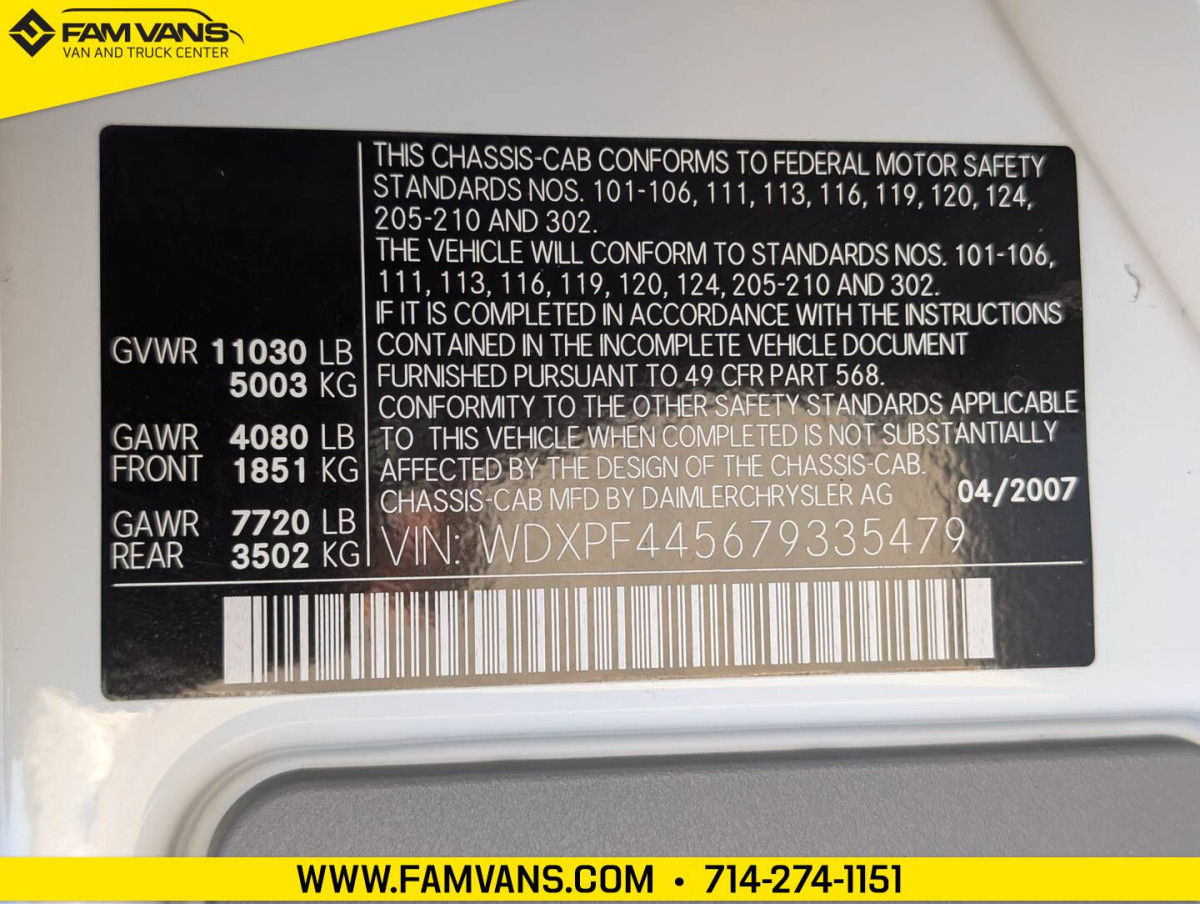 FAM VANS
VAN AND TRUCK CENTER
THIS CHASSIS-CAB CONFORMS TO FEDERAL MOTOR SAFETY
STANDARDS NOS. 101-106, 111, 113, 116, 119, 120, 124,
205-210 AND 302.
THE VEHICLE WILL CONFORM TO STANDARDS NOS. 101-106,
111, 113, 116, 119, 120, 124, 205-210 AND 302.
IF IT IS COMPLETED IN ACCORDANCE WITH THE INSTRUCTIONS
CONTAINED IN THE INCOMPLETE VEHICLE DOCUMENT
FURNISHED PURSUANT TO 49 CFR PART 568.
CONFORMITY TO THE OTHER SAFETY STANDARDS APPLICABLE
TO THIS VEHICLE WHEN COMPLETED IS NOT SUBSTANTIALLY
AFFECTED BY THE DESIGN OF THE CHASSIS-CAB.
CHASSIS-CAB MFD BY DAIMLERCHRYSLER AG 04/2007
GVWR 11030 LB
5003 KG
GAWR 4080 LB
FRONT 1851 KG
GAWR 7720 LB
REAR 3502 KG
VIN: WDXPF445679335479
WWW.FAMVANS.COM • 714-274-1151